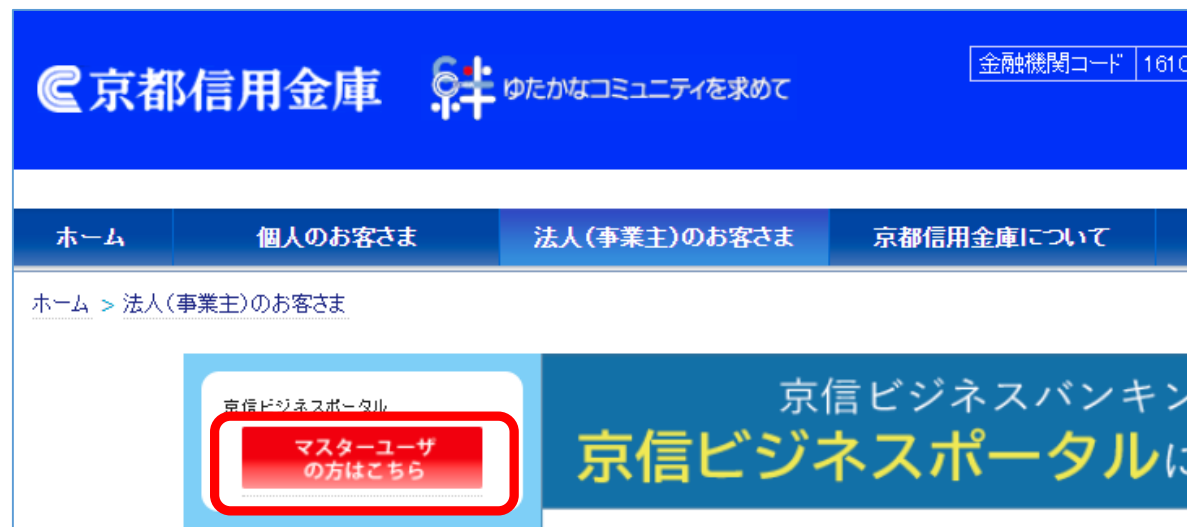 京都信用金庫
絆 ゆたかなコミュニティを求めて
金融機関コード 1610
ホーム
個人のお客さま
法人(事業主)のお客さま
京都信用金庫について
ホーム > 法人(事業主)のお客さま
京信ビジネスポータル
マスターユーザ
の方はこちら
京信ビジネスバンキン
京信ビジネスポータルに